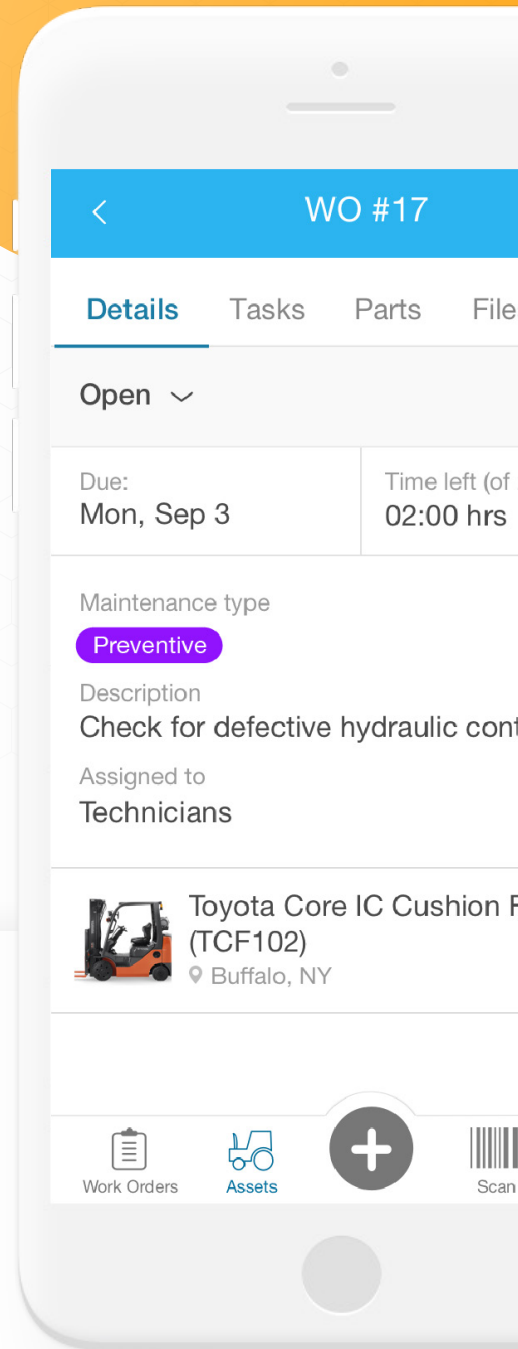 WO #17
Details Tasks Parts File
Open
Due:
Mon, Sep 3
Time left (of
02:00 hrs
Maintenance type
Preventive
Description
Check for defective hydraulic cont
Assigned to
Technicians
Toyota Core IC Cushion F
(TCF102)
Buffalo, NY
Work Orders Assets Scan